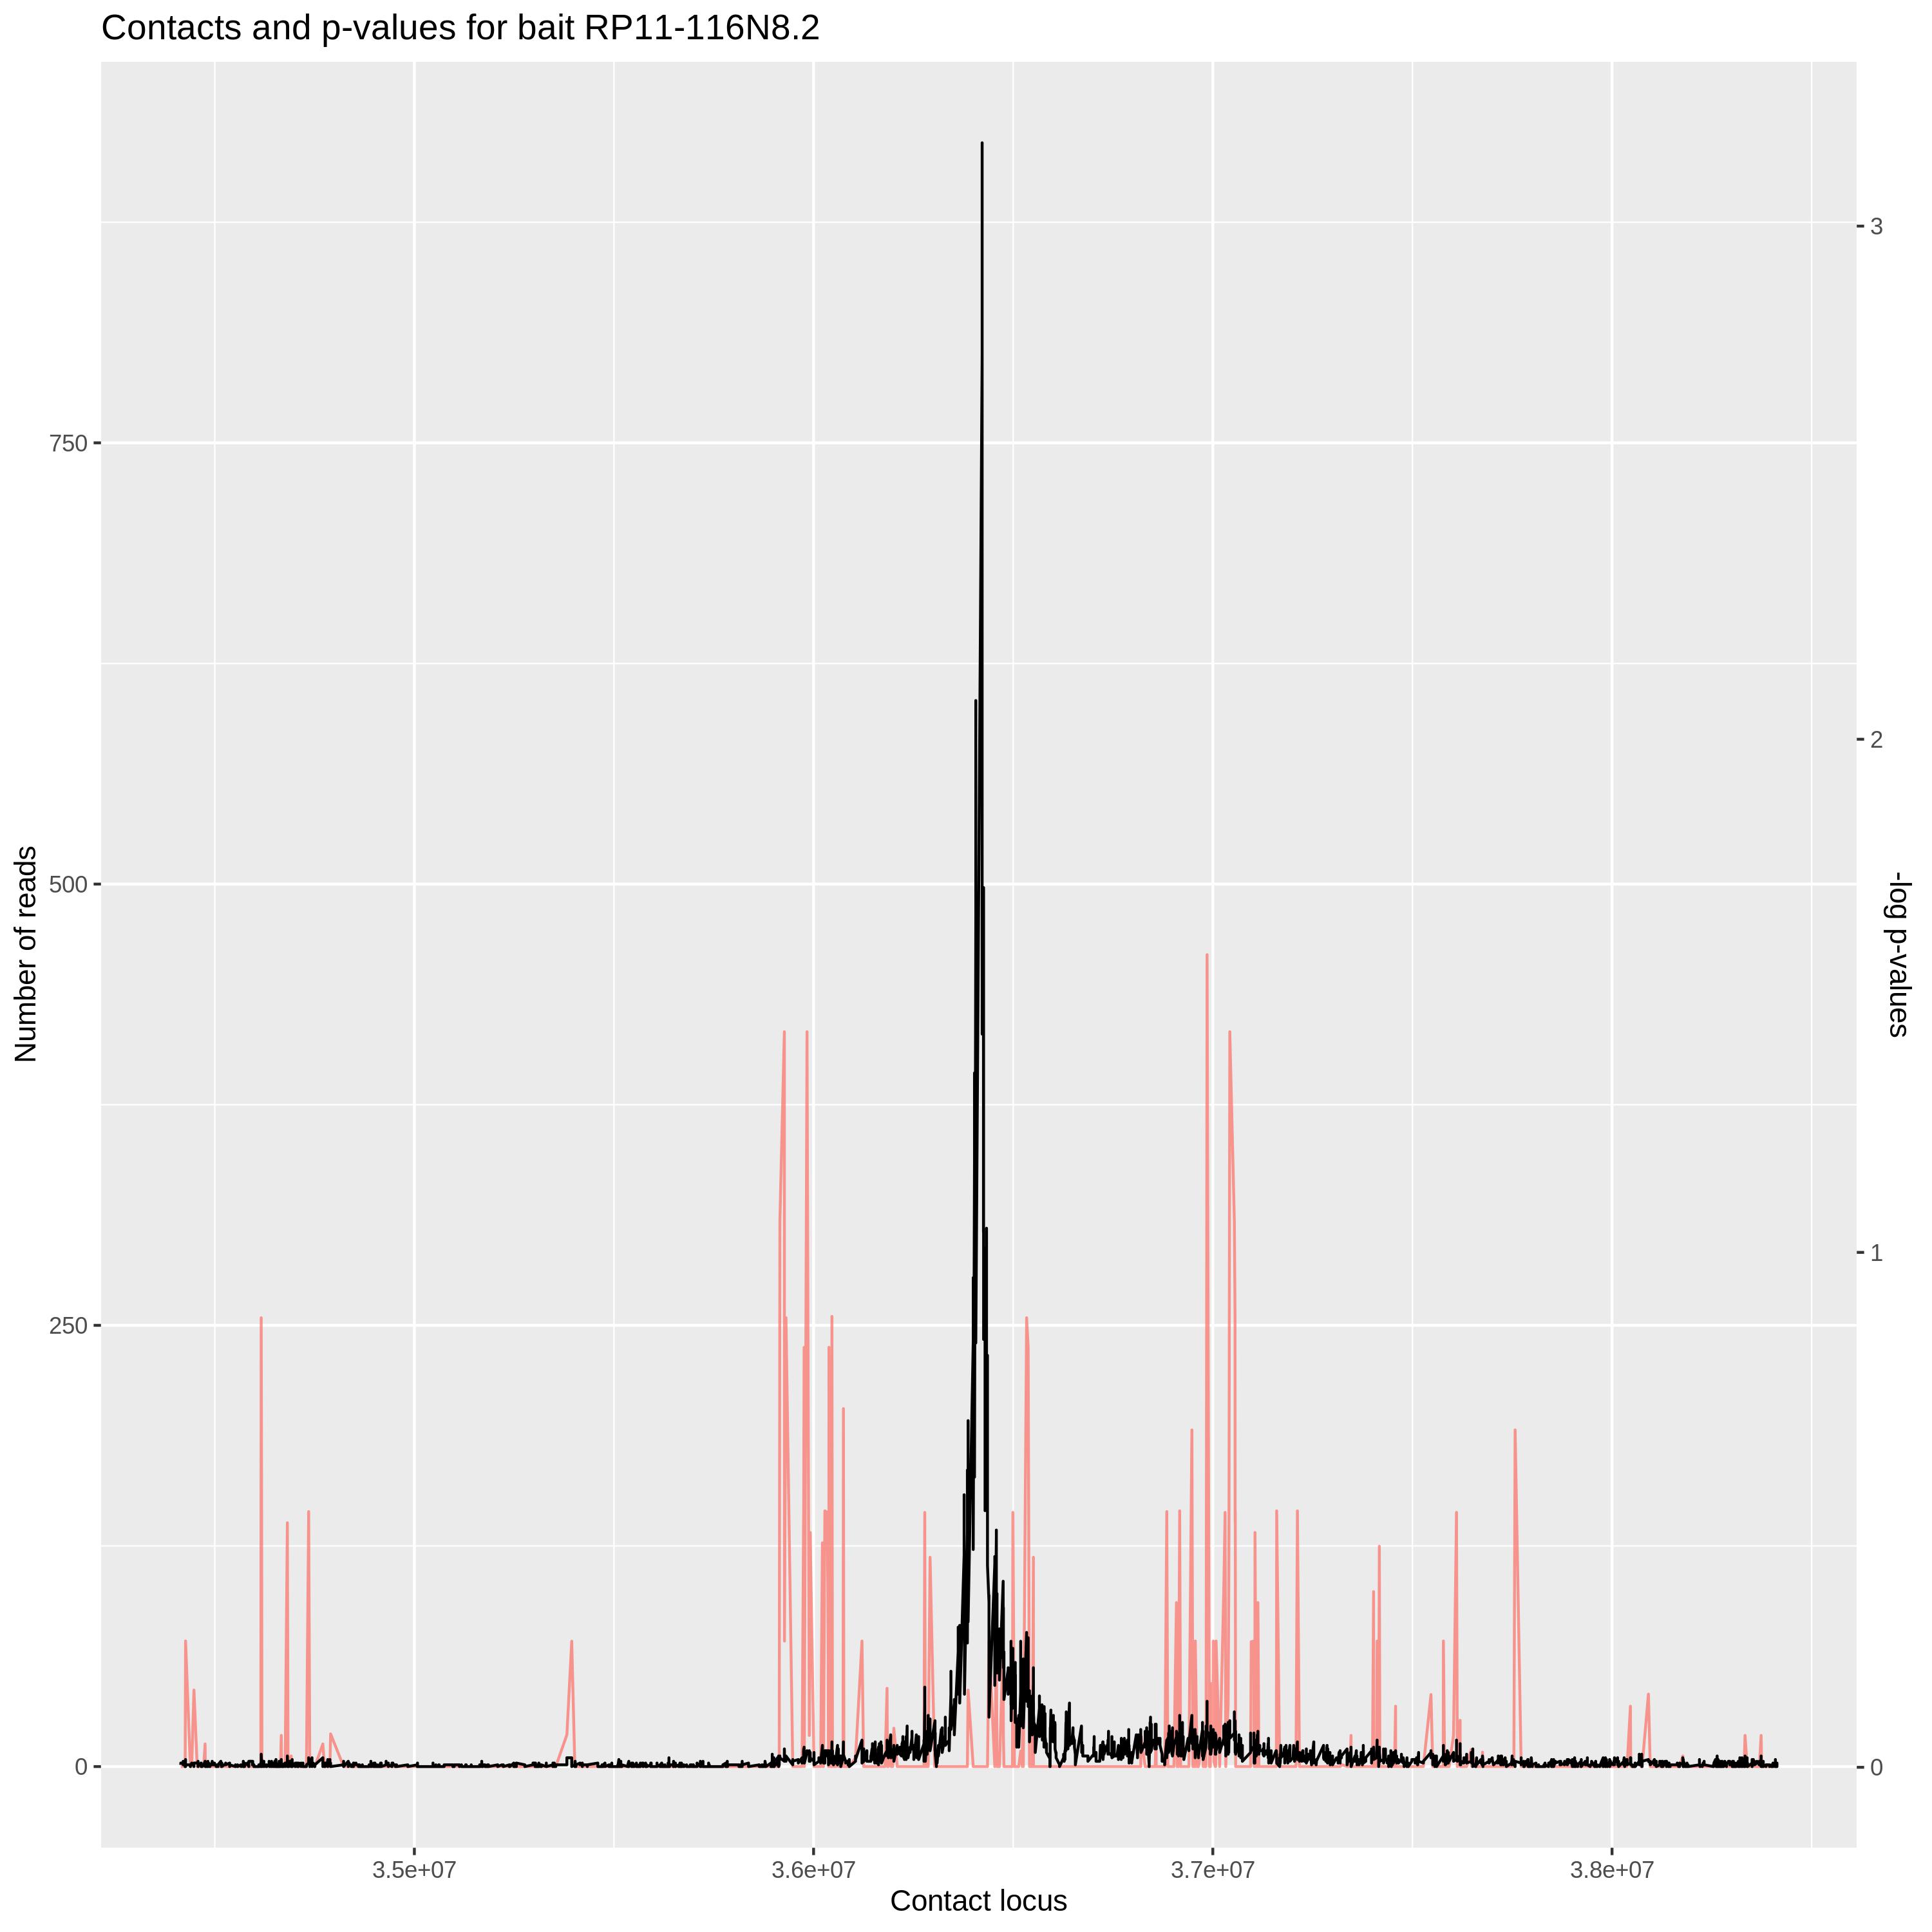 Contacts and p-values for bait RP11-116N8.2
Number of reads
750
500
250
0
3
2
1
0
-log p-values
3.5e+07
3.6e+07
3.7e+07
3.8e+07
Contact locus